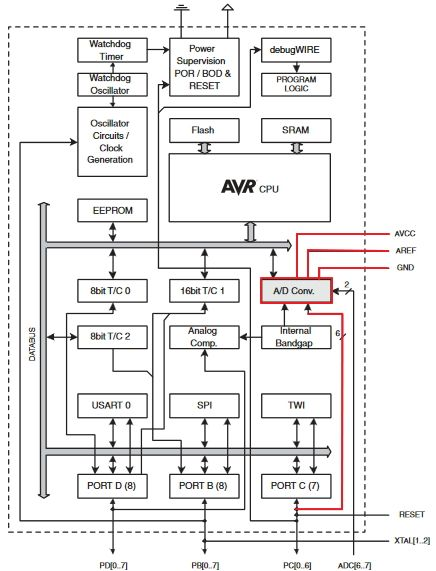 Watchdog
Timer
Power
Supervision
POR / BOD &
RESET
debugWIRE
Watchdog
Oscillator
PROGRAM
LOGIC
Oscillator
Circuits /
Clock
Generation
Flash
SRAM
AVR CPU
EEPROM
AVCC
AREF
GND
8bit T/C 0
16bit T/C 1
A/D Conv.
2
DATABUS
8bit T/C 2
Analog
Comp.
Internal
Bandgap
6
USART 0
SPI
TWI
PORT D (8)
PORT B (8)
PORT C (7)
RESET
XTAL[1..2]
PD[0..7]
PB[0..7]
PC[0..6]
ADC[6..7]